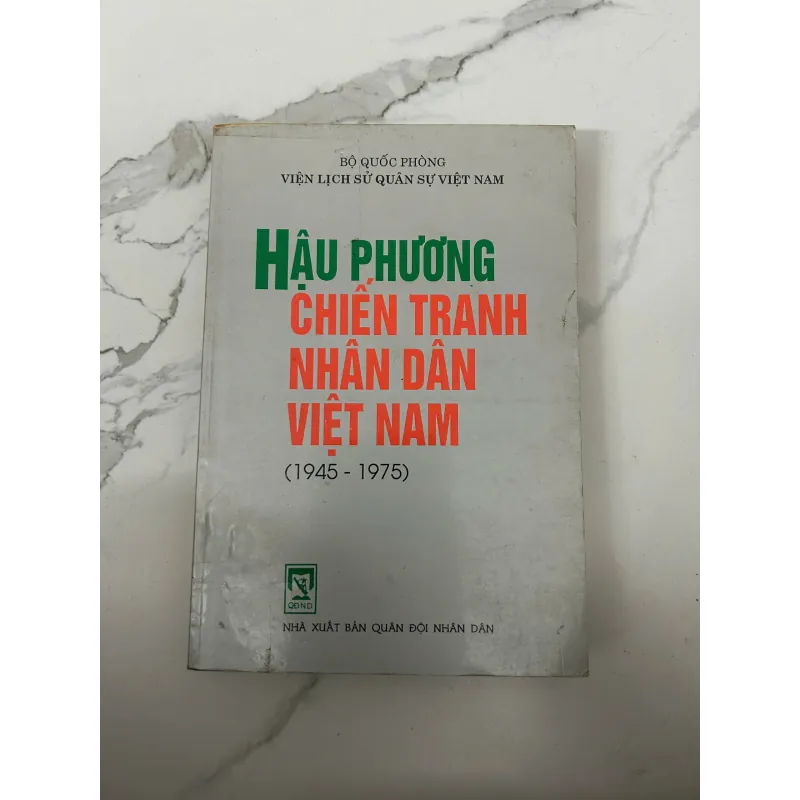 BỘ QUỐC PHÒNG
VIỆN LỊCH SỬ QUÂN SỰ VIỆT NAM
HẬU PHƯƠNG
CHIẾN TRANH
NHÂN DÂN
VIỆT NAM
(1945 - 1975)
QĐND
NHÀ XUẤT BẢN QUÂN ĐỘI NHÂN DÂN